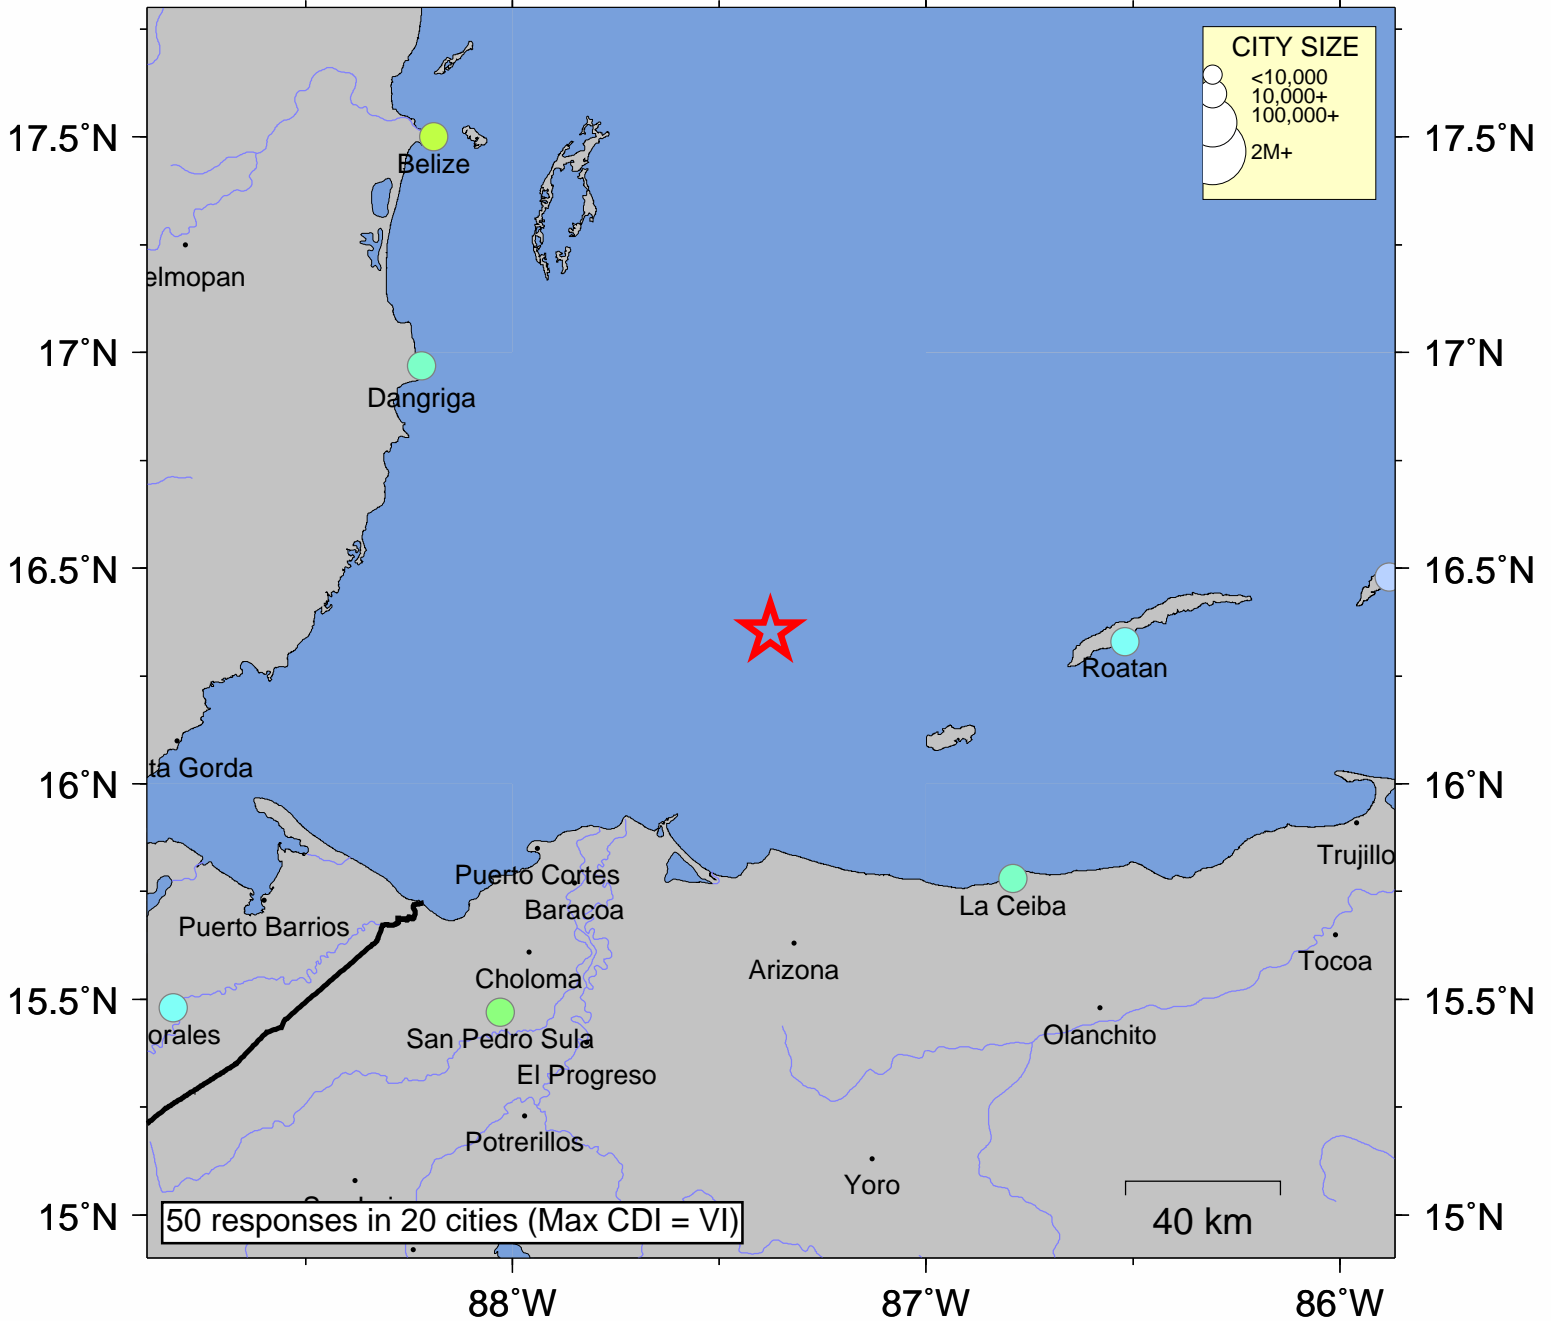 CITY SIZE
<10,000
10,000+
100,000+
2M+
17.5°N
17.5°N
Belize
elmopan
17°N
17°N
Dangriga
16.5°N
16.5°N
Roatan
ta Gorda
16°N
16°N
Puerto Cortes
Trujillo
Baracoa
La Ceiba
Puerto Barrios
Choloma
Arizona
Tocoa
15.5°N
15.5°N
orales
San Pedro Sula
Olanchito
El Progreso
Potrerillos
Yoro
15°N
50 responses in 20 cities (Max CDI = VI)
40 km
15°N
88°W
87°W
86°W